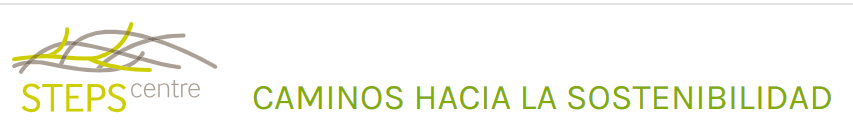 STEPS centre
CAMINOS HACIA LA SOSTENIBILIDAD